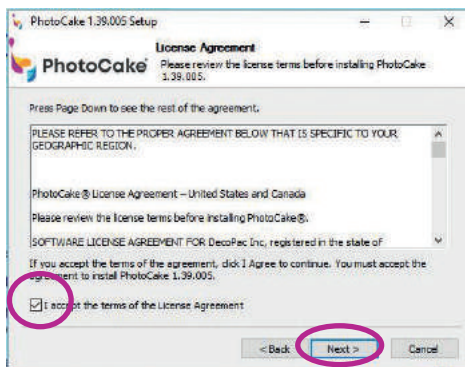 PhotoCake 1.39.005 Setup
License Agreement
PhotoCake
Please review the license terms before installing PhotoCake
1.39.005.
Press Page Down to see the rest of the agreement.
PLEASE REFER TO THE PROPER AGREEMENT BELOW THAT IS SPECIFIC TO YOUR
GEOGRAPHIC REGION.
PhotoCake® License Agreement – United States and Canada
Please review the license terms before installing PhotoCake®.
SOFTWARE LICENSE AGREEMENT FOR DecoPac Inc, registered in the state of
If you accept the terms of the agreement, click I Agree to continue. You must accept the
agreement to install PhotoCake 1.39.005.
I accept the terms of the License Agreement
< Back
Next >
Cancel